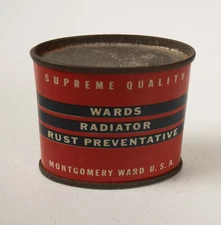 SUPREME QUALITY
WARDS
RADIATOR
RUST PREVENTATIVE
MONTGOMERY WARD U.S.A.